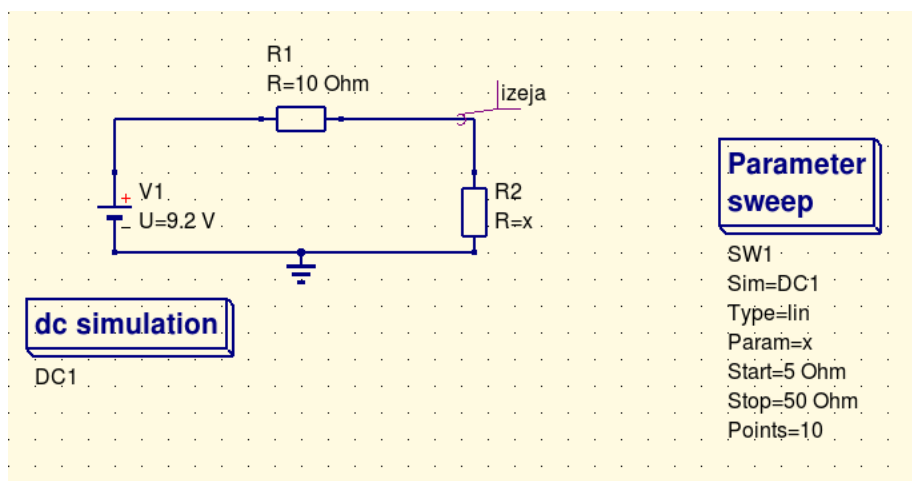 R1
R=10 Ohm
izeja
+
V1
U=9.2 V
–
R2
R=x
Parameter
sweep
SW1
Sim=DC1
Type=lin
Param=x
Start=5 Ohm
Stop=50 Ohm
Points=10
dc simulation
DC1